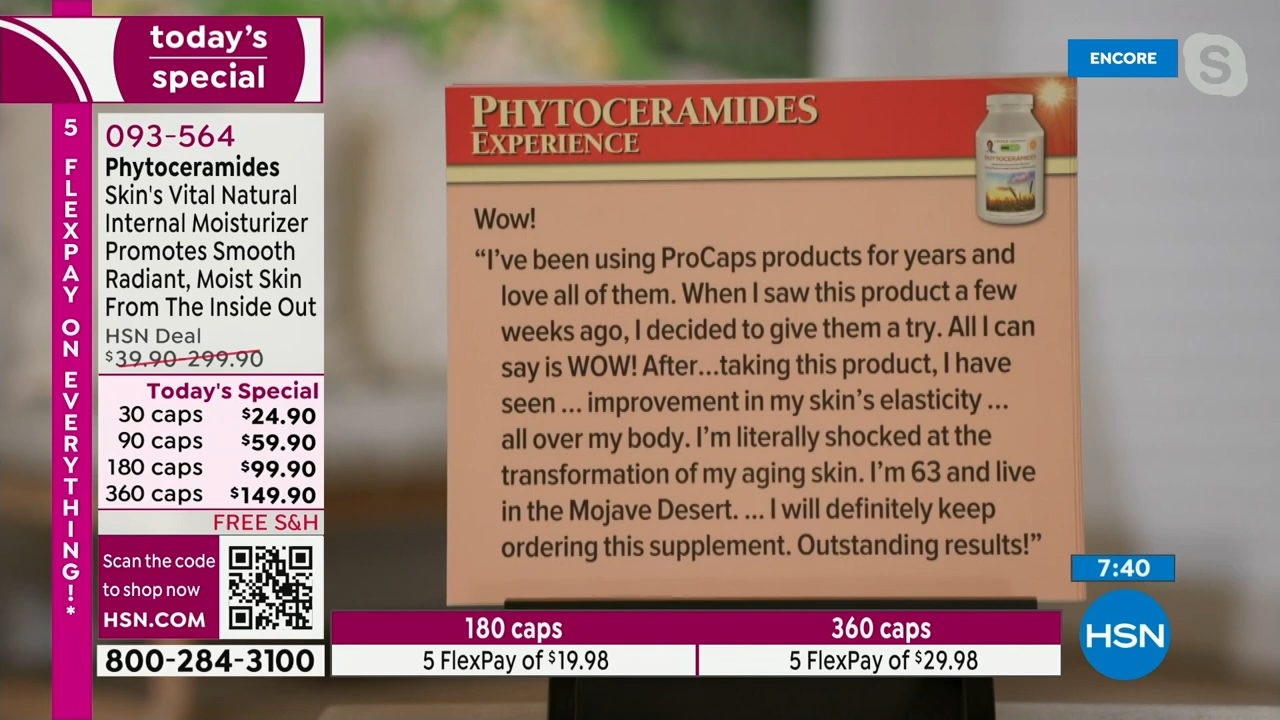 today's
special
5 FLEXPAY ON EVERYTHING!*
093-564
Phytoceramides
Skin's Vital Natural
Internal Moisturizer
Promotes Smooth
Radiant, Moist Skin
From The Inside Out
HSN Deal
$39.90-299.90
Today's Special
30 caps $24.90
90 caps $59.90
180 caps $99.90
360 caps $149.90
FREE S&H
Scan the code
to shop now
HSN.COM
800-284-3100
ENCORE
S
PHYTOCERAMIDES
EXPERIENCE
PHYTOCERAMIDES
Wow!
“I've been using ProCaps products for years and
love all of them. When I saw this product a few
weeks ago, I decided to give them a try. All I can
say is WOW! After...taking this product, I have
seen ... improvement in my skin's elasticity ...
all over my body. I'm literally shocked at the
transformation of my aging skin. I'm 63 and live
in the Mojave Desert. ... I will definitely keep
ordering this supplement. Outstanding results!”
7:40
HSN
180 caps
5 FlexPay of $19.98
360 caps
5 FlexPay of $29.98